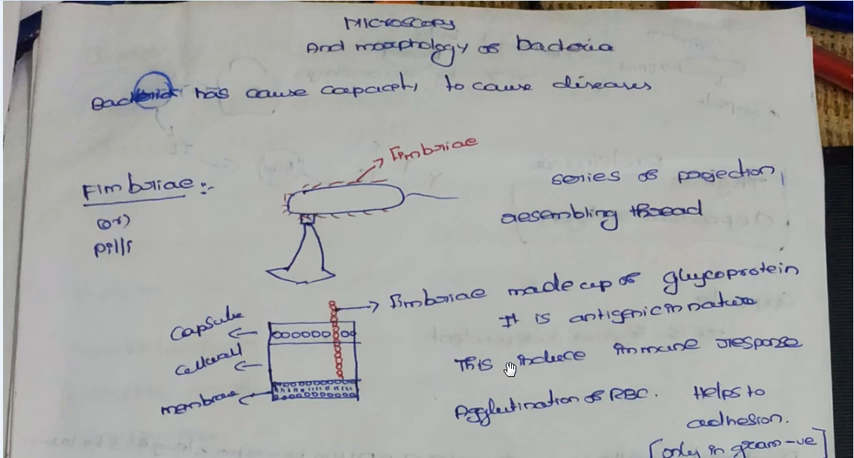 Microscopy
And morphology of bacteria
Bacteria has cause capacity to cause diseases
Fimbriae
Fimbriae :-
(or)
pilli
series of projection,
resembling thread
Fimbriae made up of glycoprotein
It is antigenic in nature
This induce immune response
Agglutination of RBC. Helps to
adhesion.
[only in gram -ve]
capsule
cellwall
membrane